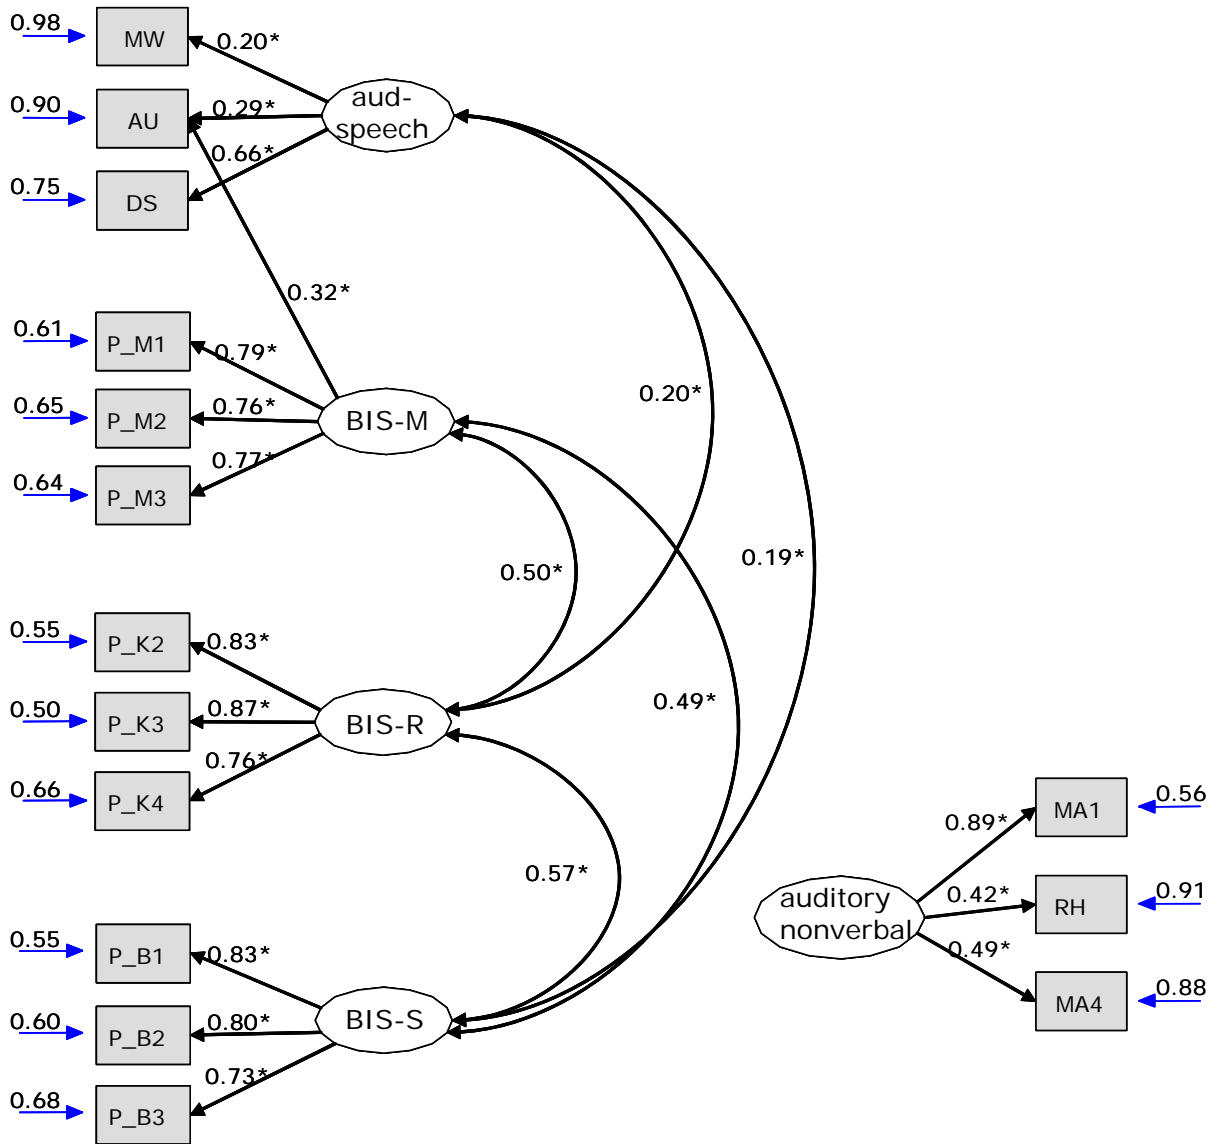 0.98
MW
0.20*
0.90
AU
0.29*
aud-
speech
0.66*
0.75
DS
0.32*
0.61
P_M1
0.79*
0.65
P_M2
0.76*
BIS-M
0.20*
0.77*
0.64
P_M3
0.50*
0.19*
0.55
P_K2
0.83*
0.50
P_K3
0.87*
BIS-R
0.49*
0.76*
0.66
P_K4
0.57*
0.89*
MA1
0.56
auditory
nonverbal
0.42*
RH
0.91
0.49*
MA4
0.88
0.55
P_B1
0.83*
0.60
P_B2
0.80*
BIS-S
0.73*
0.68
P_B3